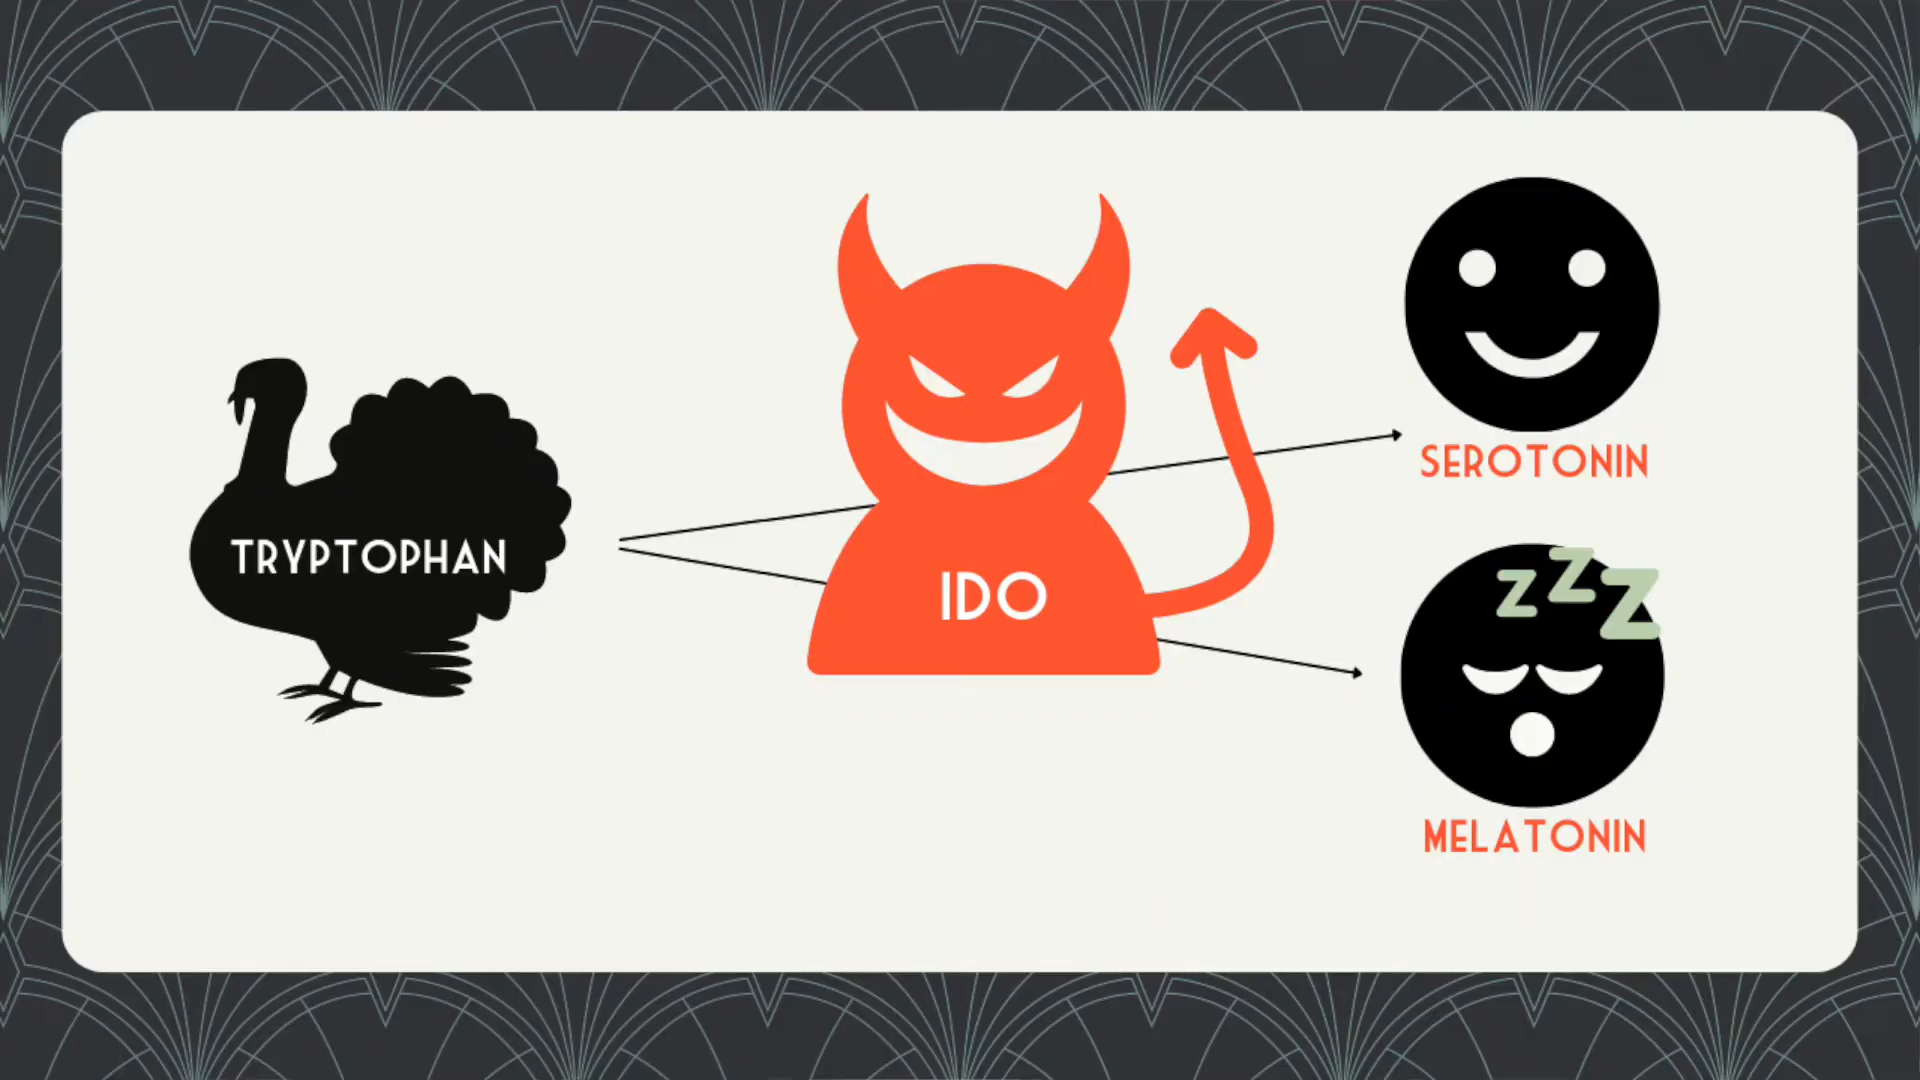 TRYPTOPHAN
IDO
SEROTONIN
Z Z Z
MELATONIN